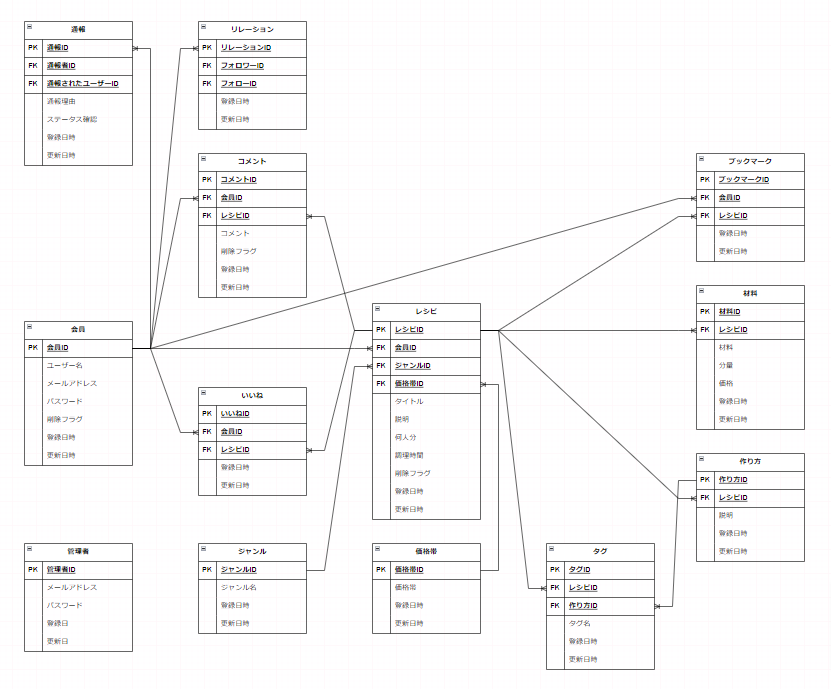 通報
PK 通報ID
FK 通報者ID
FK 通報されたユーザーID
通報理由
ステータス確認
登録日時
更新日時
リレーション
PK リレーションID
FK フォロワーID
FK フォローID
登録日時
更新日時
コメント
PK コメントID
FK 会員ID
FK レシピID
コメント
削除フラグ
登録日時
更新日時
ブックマーク
PK ブックマークID
FK 会員ID
FK レシピID
登録日時
更新日時
会員
PK 会員ID
ユーザー名
メールアドレス
パスワード
削除フラグ
登録日時
更新日時
いいね
PK いいねID
FK 会員ID
FK レシピID
登録日時
更新日時
レシピ
PK レシピID
FK 会員ID
FK ジャンルID
FK 価格帯ID
タイトル
説明
何人分
調理時間
削除フラグ
登録日時
更新日時
材料
PK 材料ID
FK レシピID
材料
分量
価格
登録日時
更新日時
作り方
PK 作り方ID
FK レシピID
説明
登録日時
更新日時
管理者
PK 管理者ID
メールアドレス
パスワード
登録日
更新日
ジャンル
PK ジャンルID
ジャンル名
登録日時
更新日時
価格帯
PK 価格帯ID
価格帯
登録日時
更新日時
タグ
PK タグID
FK レシピID
FK 作り方ID
タグ名
登録日時
更新日時